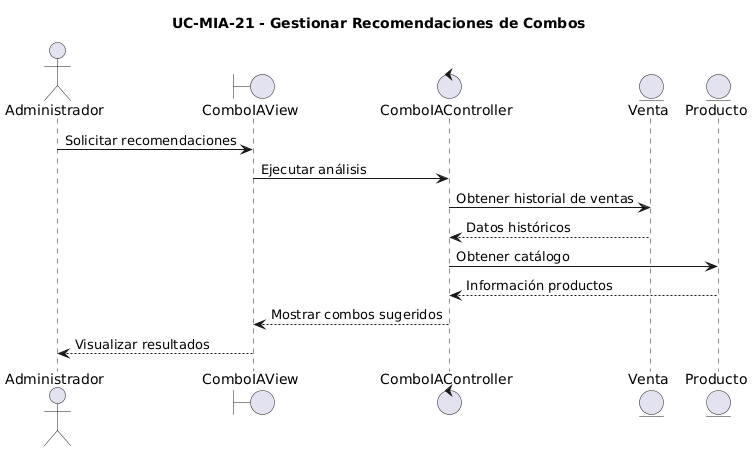 UC-MIA-21 - Gestionar Recomendaciones de Combos
Administrador
ComboIAView
ComboIAController
Venta
Producto
Solicitar recomendaciones
Ejecutar análisis
Obtener historial de ventas
Datos históricos
Obtener catálogo
Información productos
Mostrar combos sugeridos
Visualizar resultados
Administrador
ComboIAView
ComboIAController
Venta
Producto